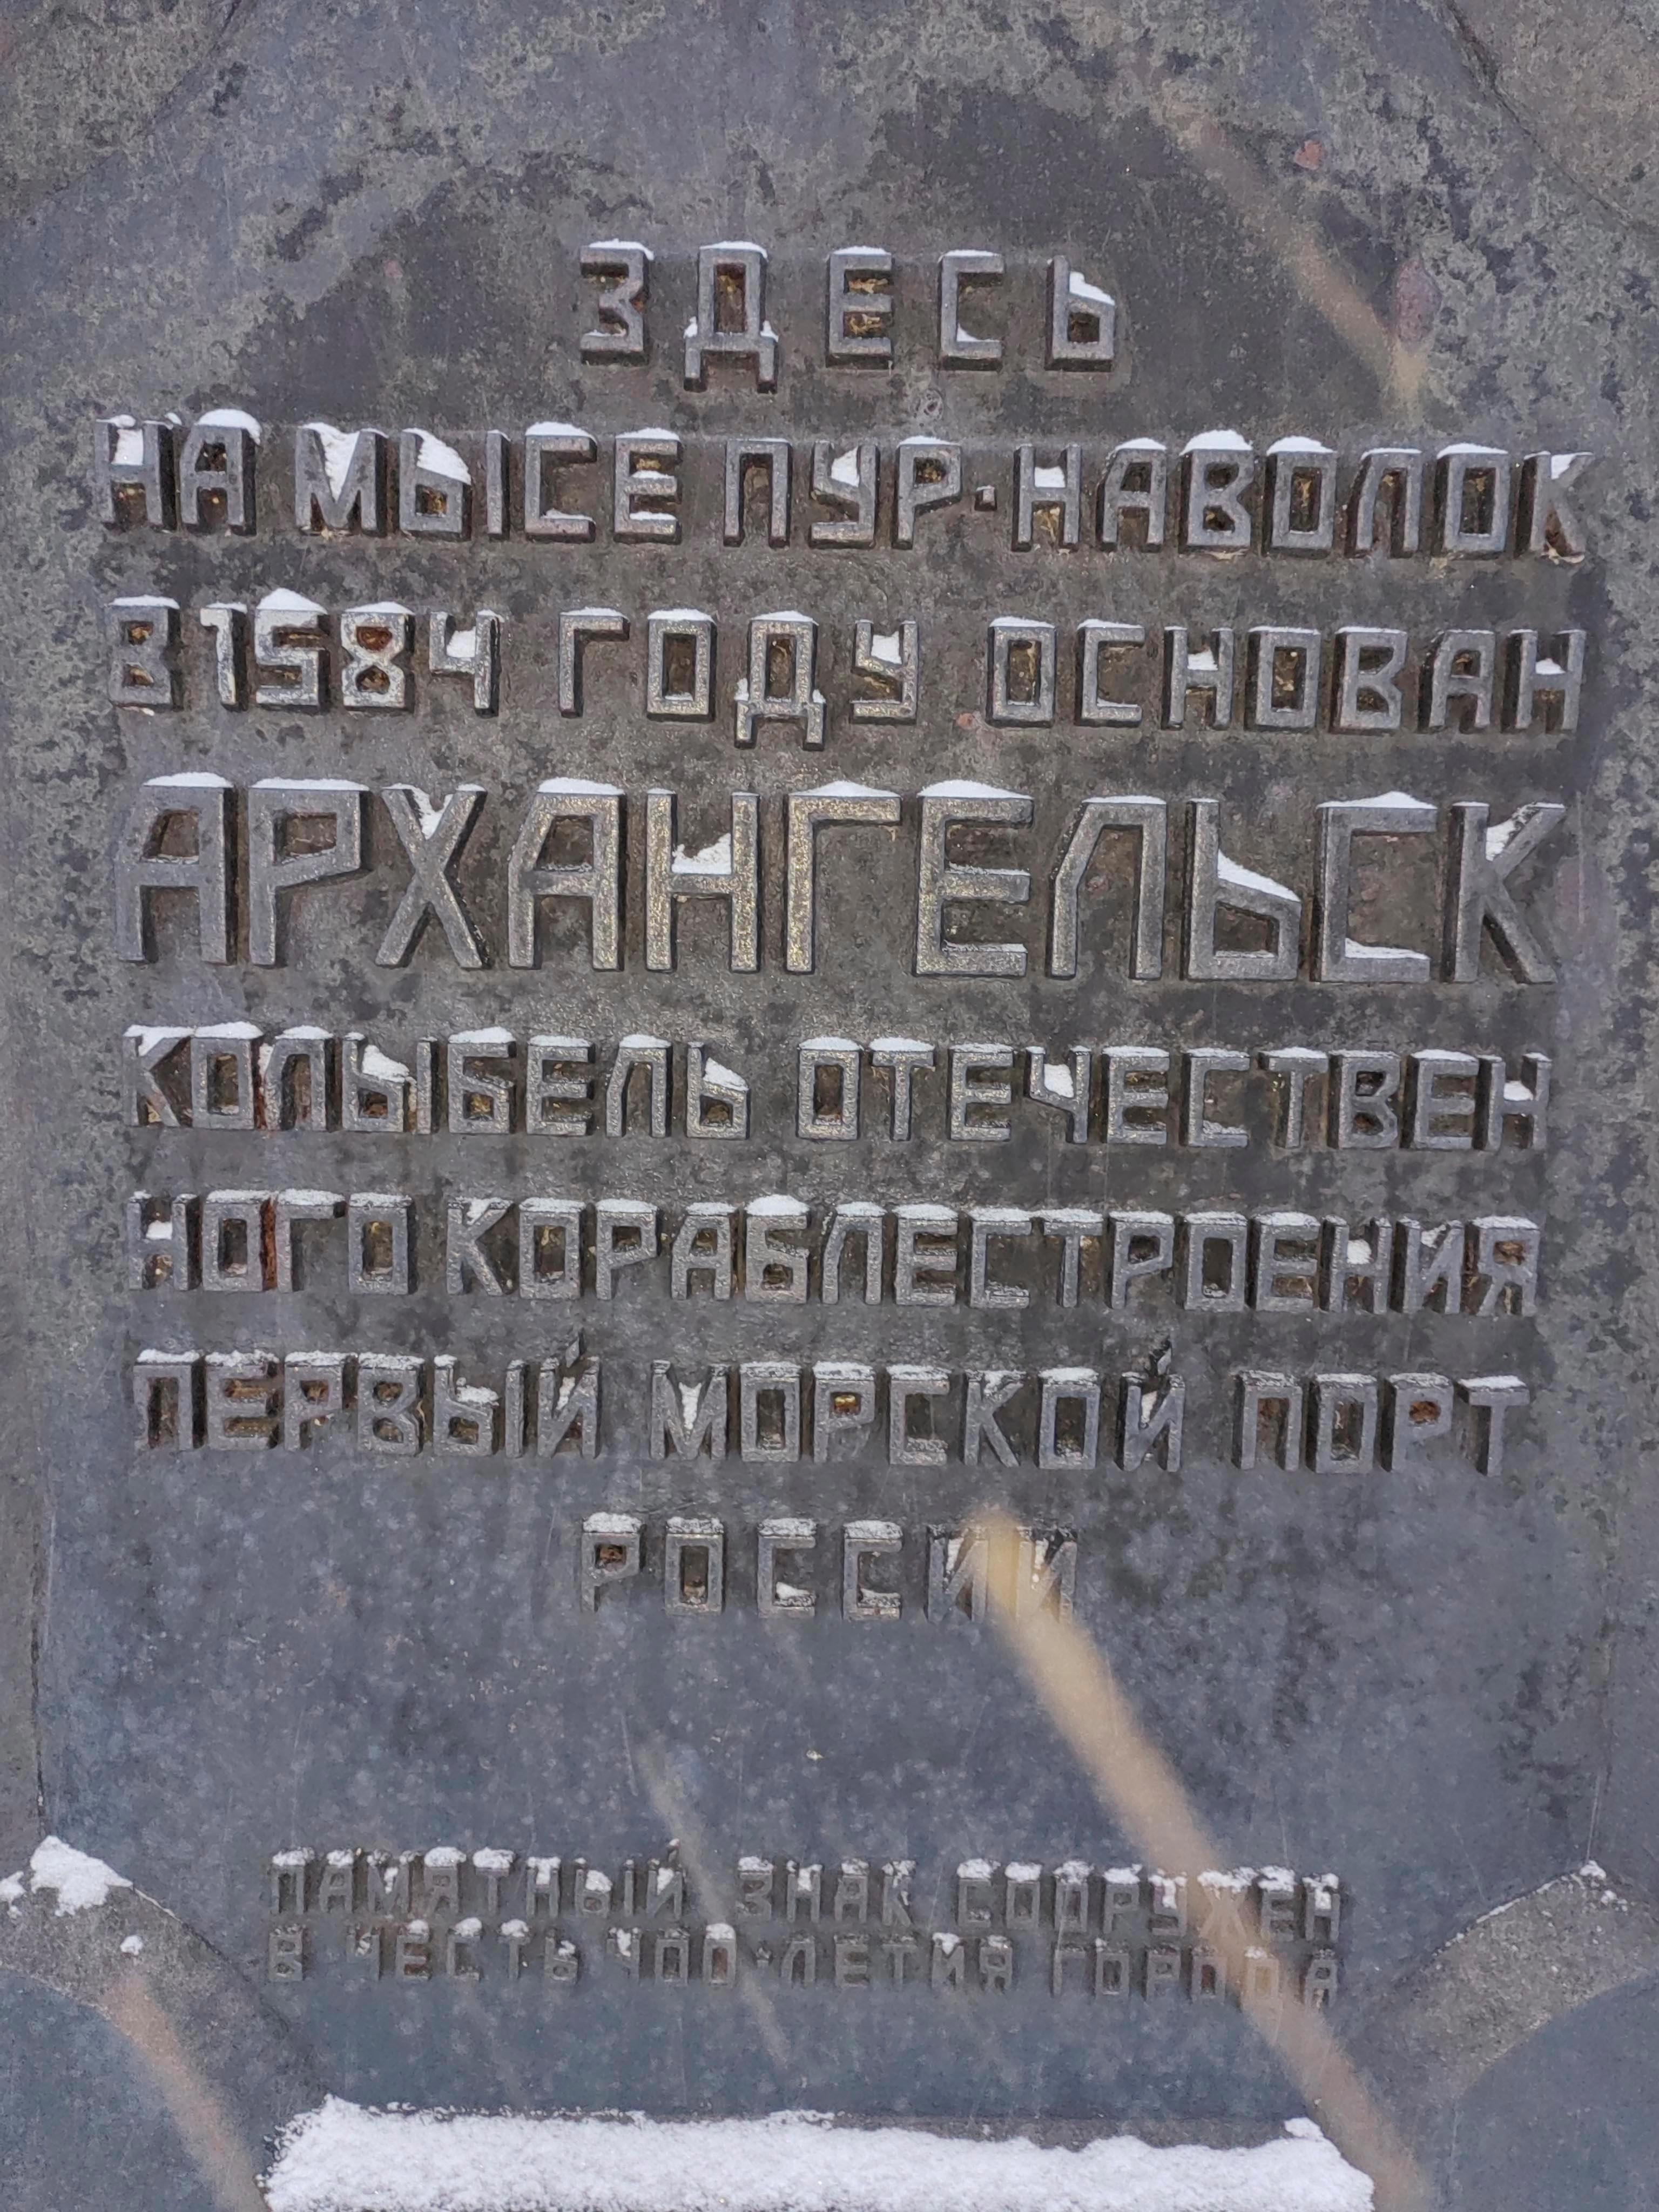 ЗДЕСЬ
НА МЫСЕ ПУР-НАВОЛОК
В 1584 ГОДУ ОСНОВАН
АРХАНГЕЛЬСК
КОЛЫБЕЛЬ ОТЕЧЕСТВЕН
НОГО КОРАБЛЕСТРОЕНИЯ
ПЕРВЫЙ МОРСКОЙ ПОРТ
РОССИИ
ПАМЯТНЫЙ ЗНАК СООРУЖЕН
В ЧЕСТЬ 400-ЛЕТИЯ ГОРОДА